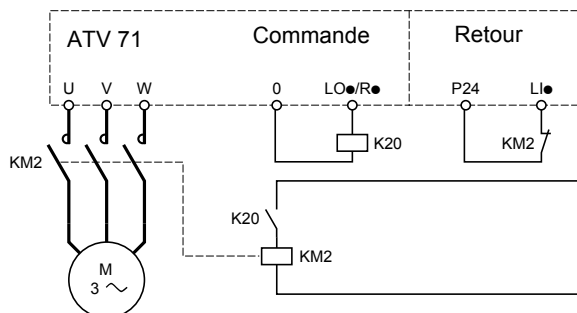 ATV 71 Commande Retour
U V W 0 LO●/R● P24 LI●
KM2 K20 KM2
K20
KM2
M
3